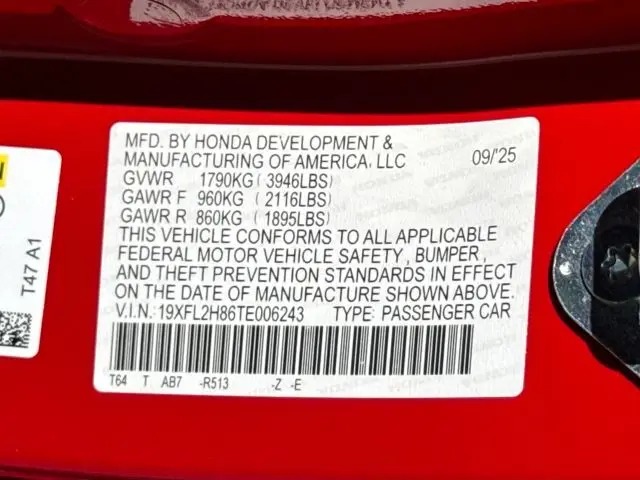 MFD. BY HONDA DEVELOPMENT &
MANUFACTURING OF AMERICA, LLC 09/'25
GVWR 1790KG ( 3946LBS)
GAWR F 960KG ( 2116LBS)
GAWR R 860KG ( 1895LBS)
THIS VEHICLE CONFORMS TO ALL APPLICABLE
FEDERAL MOTOR VEHICLE SAFETY , BUMPER ,
AND THEFT PREVENTION STANDARDS IN EFFECT
ON THE DATE OF MANUFACTURE SHOWN ABOVE.
V.I.N.: 19XFL2H86TE006243 TYPE: PASSENGER CAR
T64 T AB7 -R513 -Z -E
T47 A1